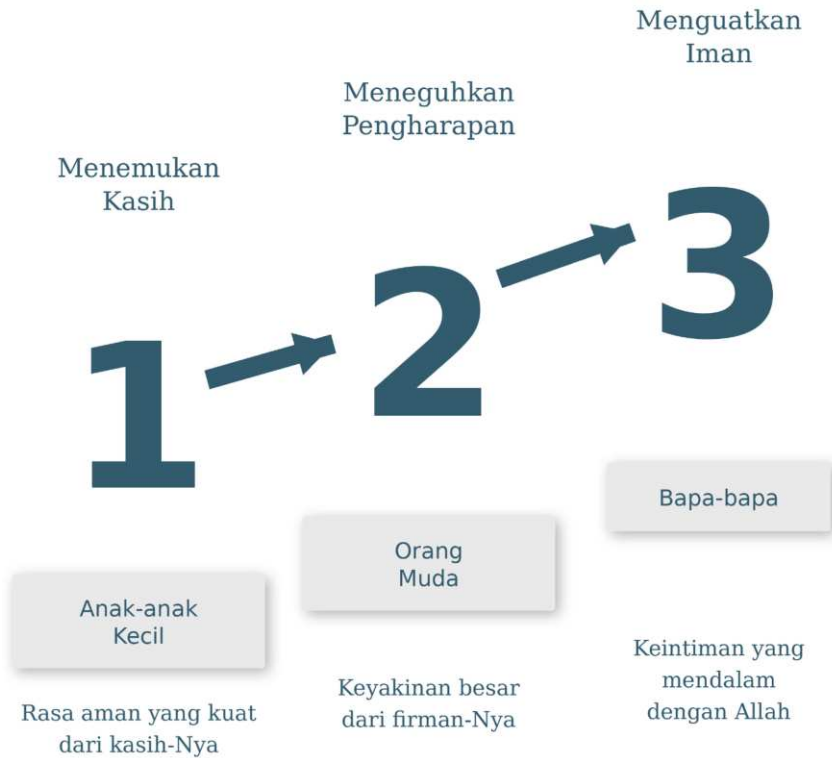 Menemukan
Kasih
1
Anak-anak
Kecil
Rasa aman yang kuat
dari kasih-Nya
Meneguhkan
Pengharapan
2
Orang
Muda
Keyakinan besar
dari firman-Nya
Menguatkan
Iman
3
Bapa-bapa
Keintiman yang
mendalam
dengan Allah